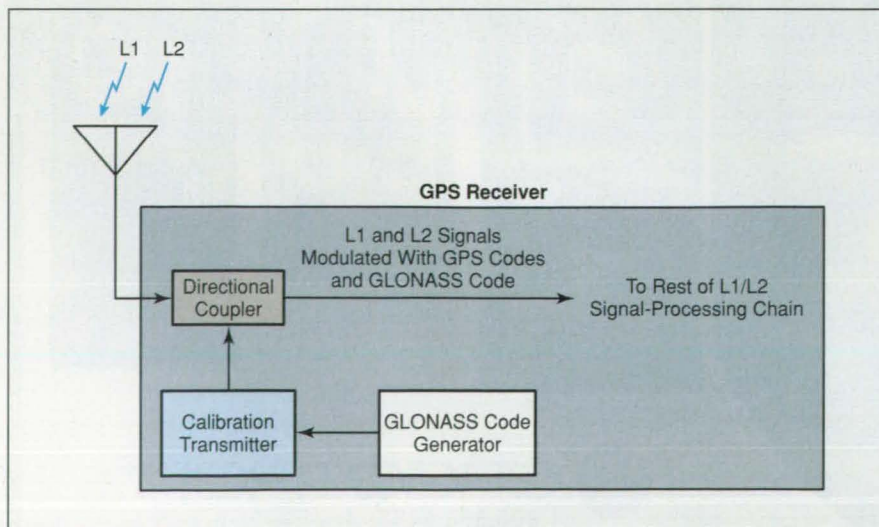 L1 L2
GPS Receiver
L1 and L2 Signals
Modulated With GPS Codes
and GLONASS Code
Directional
Coupler
To Rest of L1/L2
Signal-Processing Chain
Calibration
Transmitter
GLONASS Code
Generator